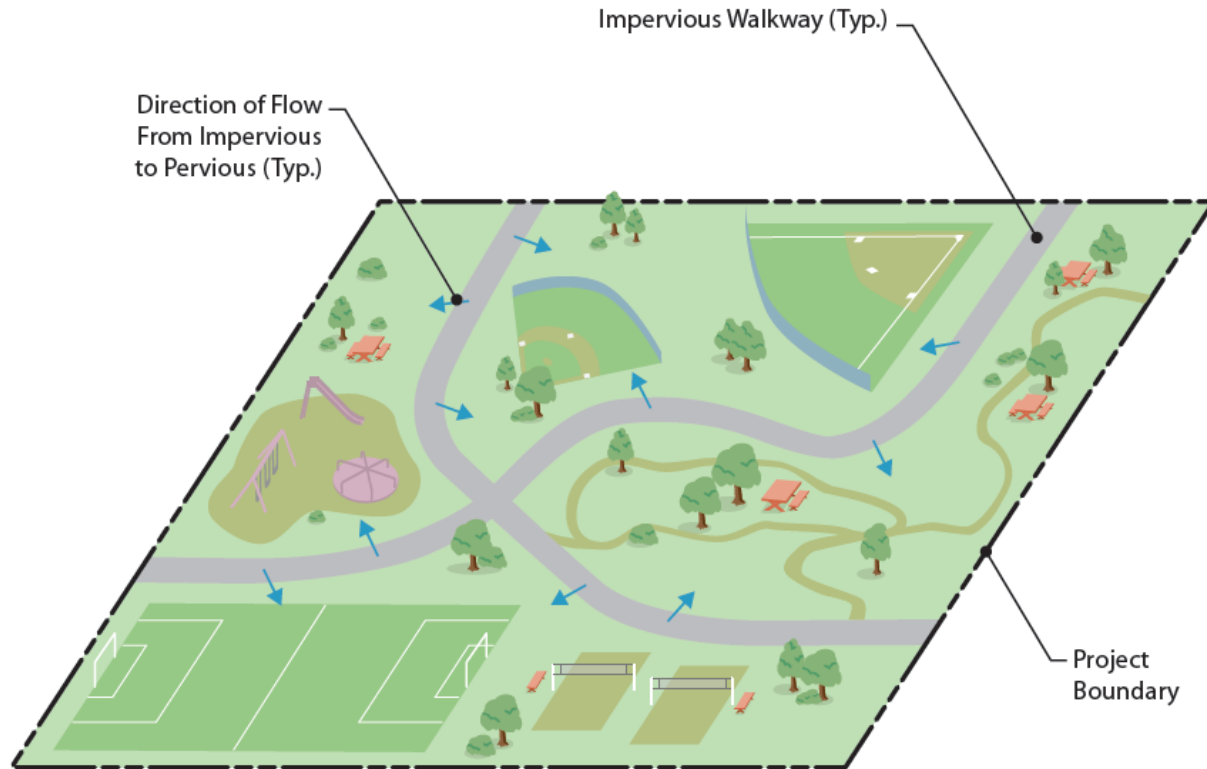 Impervious Walkway (Typ.)
Direction of Flow
From Impervious
to Pervious (Typ.)
Project
Boundary